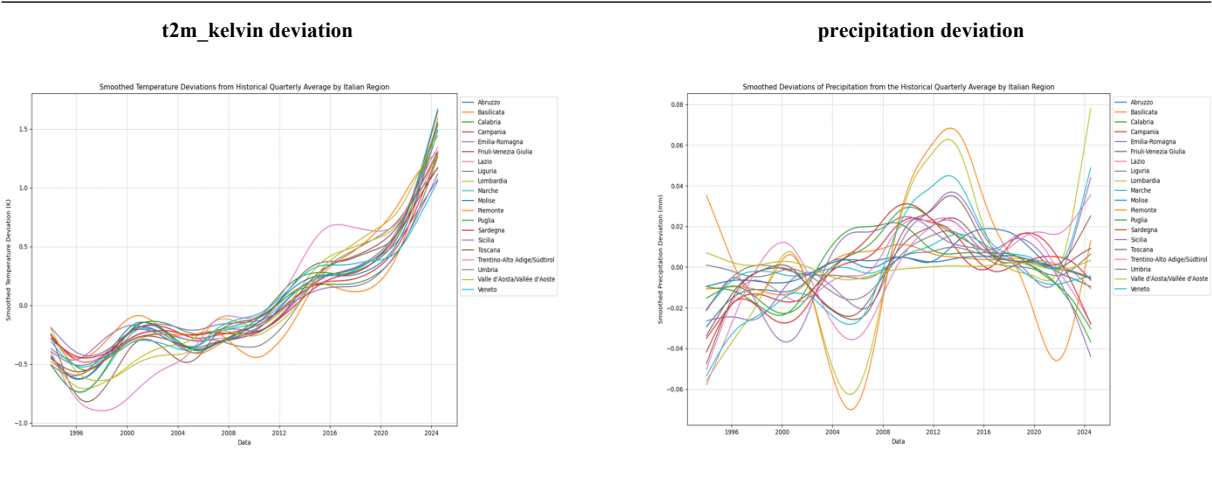 t2m_kelvin deviation
precipitation deviation
Smoothed Temperature Deviations from Historical Quarterly Average by Italian Region
Smoothed Temperature Deviation (K)
1.5
1.0
0.5
0.0
−0.5
−1.0
1996
2000
2004
2008
2012
2016
2020
2024
Data
Abruzzo
Basilicata
Calabria
Campania
Emilia-Romagna
Friuli-Venezia Giulia
Lazio
Liguria
Lombardia
Marche
Molise
Piemonte
Puglia
Sardegna
Sicilia
Toscana
Trentino-Alto Adige/Südtirol
Umbria
Valle d'Aosta/Vallée d'Aoste
Veneto
Smoothed Deviations of Precipitation from the Historical Quarterly Average by Italian Region
Smoothed Precipitation Deviation (mm)
0.08
0.06
0.04
0.02
0.00
−0.02
−0.04
−0.06
1996
2000
2004
2008
2012
2016
2020
2024
Data
Abruzzo
Basilicata
Calabria
Campania
Emilia-Romagna
Friuli-Venezia Giulia
Lazio
Liguria
Lombardia
Marche
Molise
Piemonte
Puglia
Sardegna
Sicilia
Toscana
Trentino-Alto Adige/Südtirol
Umbria
Valle d'Aosta/Vallée d'Aoste
Veneto